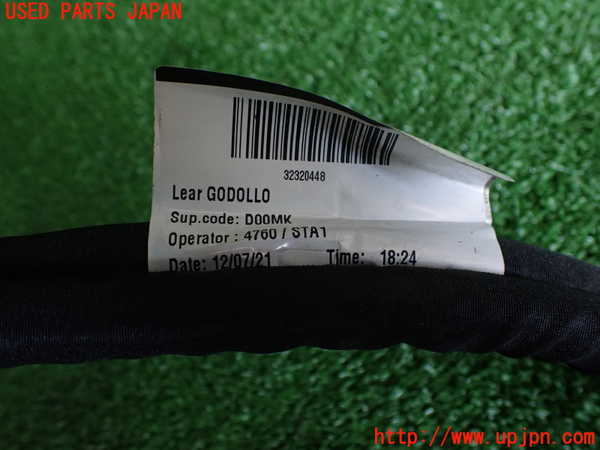 USED PARTS JAPAN
32320448
Lear GODOLLO
Sup.code: D00MK
Operator : 4760 / STA1
Date: 12/07/21 Time: 18:24
http://www.upjpn.com/